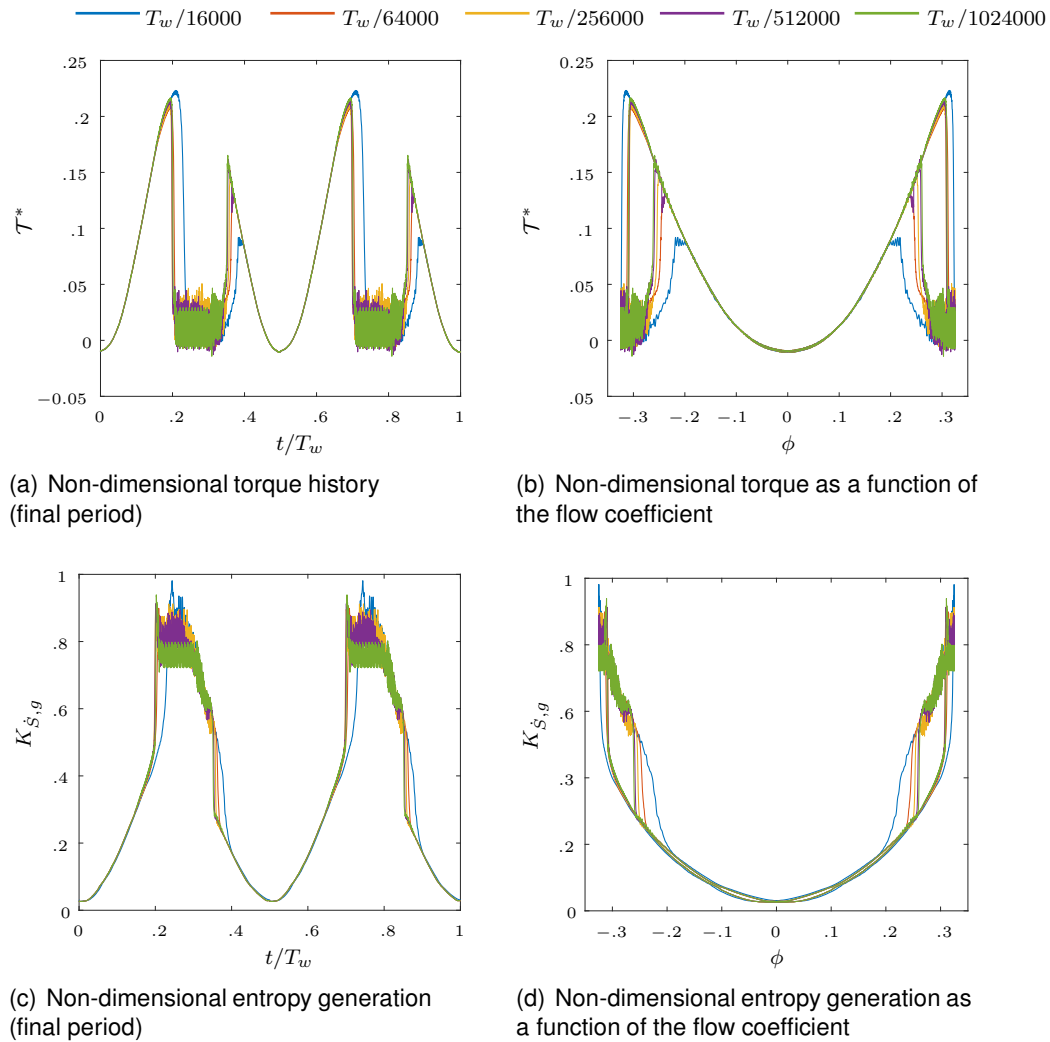 T_w/16000 T_w/64000 T_w/256000 T_w/512000 T_w/1024000
.25 0.25
.2 0.2
.15 .15
𝒯* 𝒯*
.1 0.1
.05 0.05
0 0
−0.05 .05
0 .2 .4 .6 .8 1 −.3 −.2 −.1 0 .1 .2 .3
t/T_w ϕ
(a) Non-dimensional torque history
(final period)
(b) Non-dimensional torque as a function of
the flow coefficient
1 1
.8 .8
.6 .6
K_{Ṡ,g} K_{Ṡ,g}
.4 .3
.2 .2
0 0
0 .2 .4 .6 .8 1 −.3 −.2 −.1 0 .1 .2 .3
t/T_w ϕ
(c) Non-dimensional entropy generation
(final period)
(d) Non-dimensional entropy generation as
a function of the flow coefficient